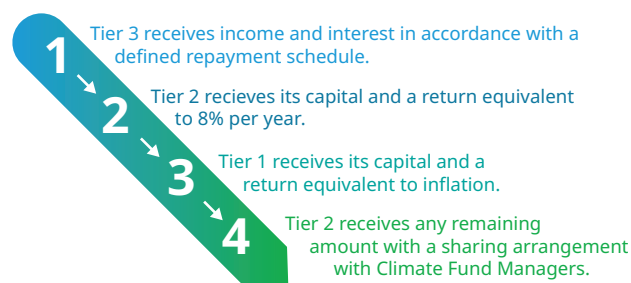 1
Tier 3 receives income and interest in accordance with a
defined repayment schedule.
2
Tier 2 recieves its capital and a return equivalent
to 8% per year.
3
Tier 1 receives its capital and a
return equivalent to inflation.
4
Tier 2 receives any remaining
amount with a sharing arrangement
with Climate Fund Managers.